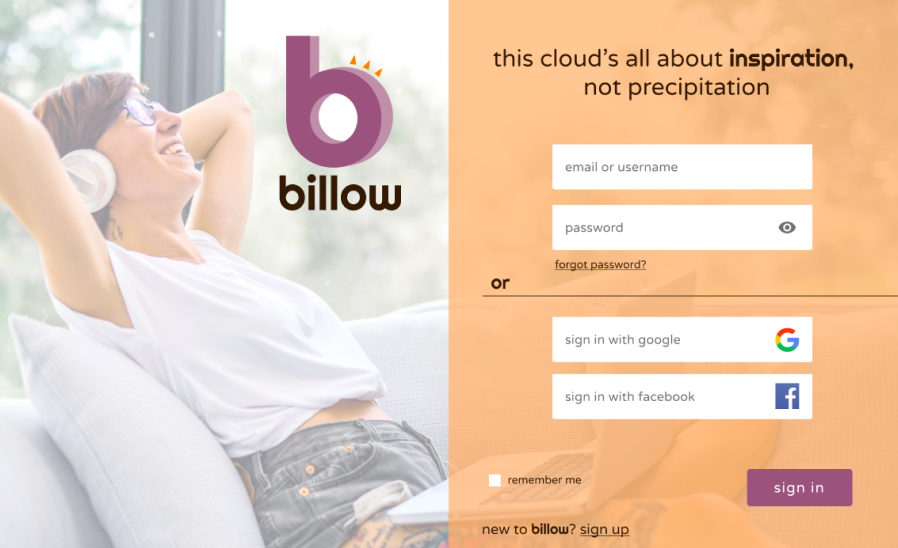 billow
this cloud's all about inspiration,
not precipitation
email or username
password
forgot password?
or
sign in with google
sign in with facebook
remember me
sign in
new to billow? sign up